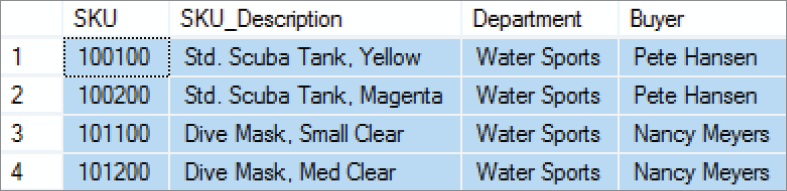 SKU SKU_Description Department Buyer
1 100100 Std. Scuba Tank, Yellow Water Sports Pete Hansen
2 100200 Std. Scuba Tank, Magenta Water Sports Pete Hansen
3 101100 Dive Mask, Small Clear Water Sports Nancy Meyers
4 101200 Dive Mask, Med Clear Water Sports Nancy Meyers